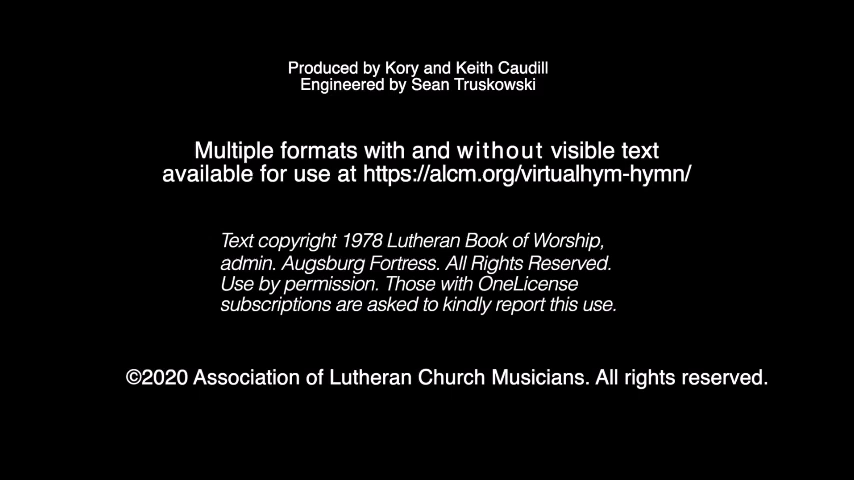 Produced by Kory and Keith Caudill
Engineered by Sean Truskowski
Multiple formats with and without visible text
available for use at https://alcm.org/virtualhym-hymn/
Text copyright 1978 Lutheran Book of Worship,
admin. Augsburg Fortress. All Rights Reserved.
Use by permission. Those with OneLicense
subscriptions are asked to kindly report this use.
©2020 Association of Lutheran Church Musicians. All rights reserved.